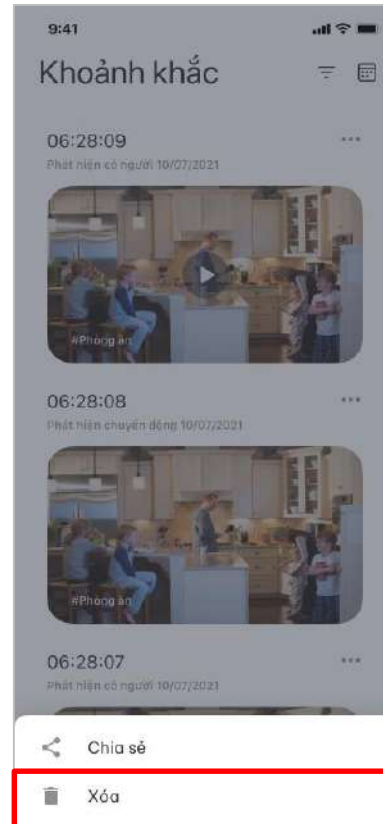 9:41
Khoảnh khắc
06:28:09
Phát hiện có người 10/07/2021
#Phòng ăn
06:28:08
Phát hiện chuyển động 10/07/2021
#Phòng ăn
06:28:07
Phát hiện có người 10/07/2021
Chia sẻ
Xóa